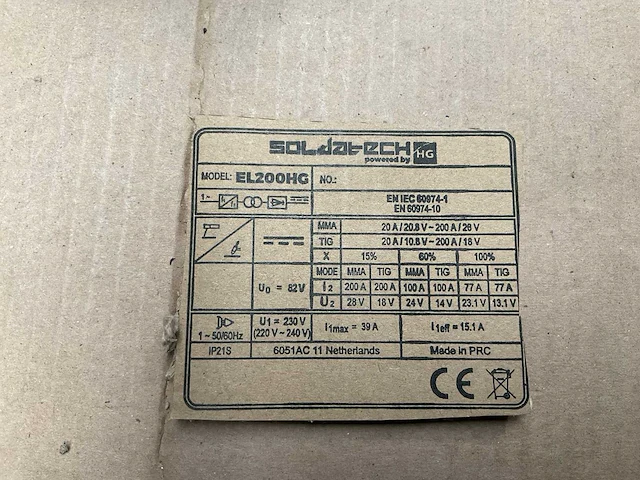 SOLDATECH
powered by HG
MODEL: EL200HG NO.:
1~ EN IEC 60974-1
EN 60974-10
MMA 20 A / 20.8 V ~ 200 A / 28 V
TIG 20 A / 10.8 V ~ 200 A / 18 V
X 15% 60% 100%
MODE MMA TIG MMA TIG MMA TIG
U0 = 82V I2 200 A 200 A 100 A 100 A 77 A 77 A
U2 28 V 18 V 24 V 14 V 23.1 V 13.1 V
1 ~ 50/60Hz U1 = 230 V (220 V ~ 240 V) I1max = 39 A I1eff = 15.1 A
IP21S 6051AC 11 Netherlands Made in PRC
CE